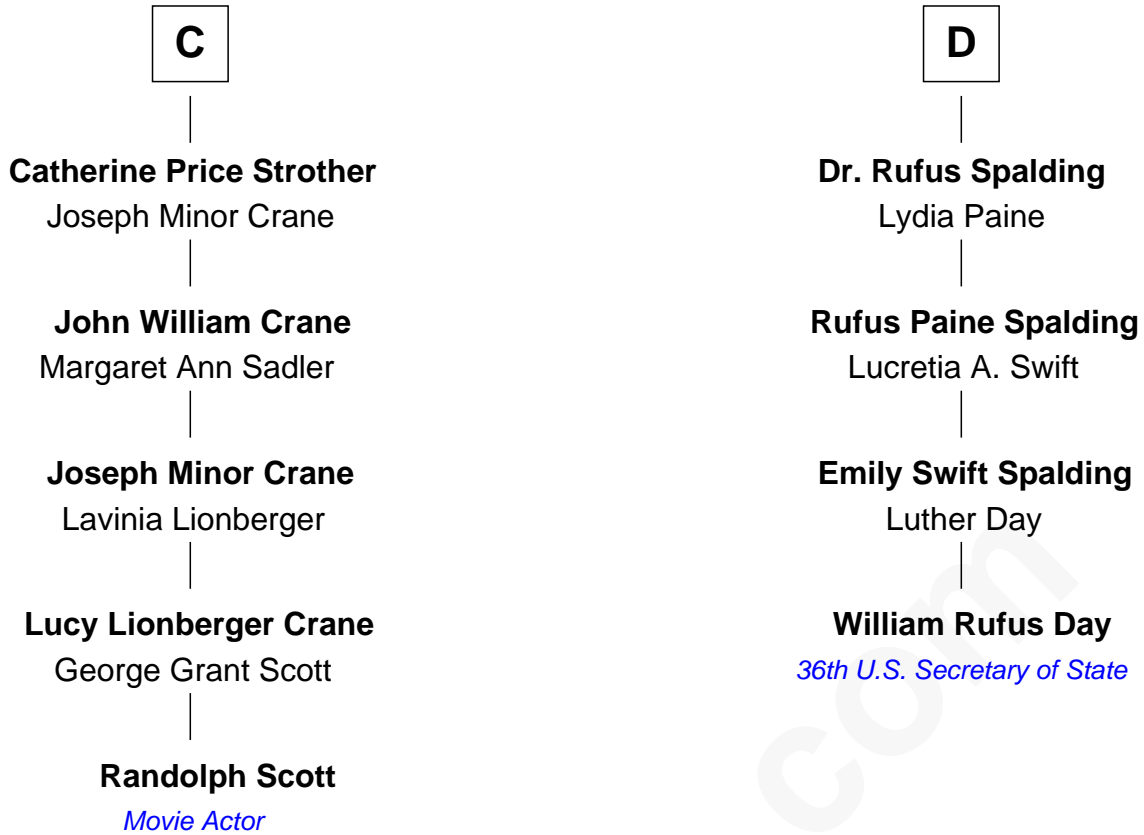 C
Catherine Price Strother
Joseph Minor Crane
John William Crane
Margaret Ann Sadler
Joseph Minor Crane
Lavinia Lionberger
Lucy Lionberger Crane
George Grant Scott
Randolph Scott
Movie Actor
D
Dr. Rufus Spalding
Lydia Paine
Rufus Paine Spalding
Lucretia A. Swift
Emily Swift Spalding
Luther Day
William Rufus Day
36th U.S. Secretary of State
com